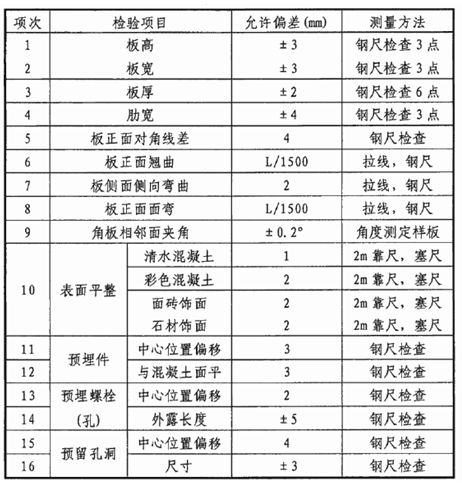 项次 检验项目 允许偏差(mm) 测量方法
1 板高 ±3 钢尺检查3点
2 板宽 ±3 钢尺检查3点
3 板厚 ±2 钢尺检查6点
4 肋宽 ±4 钢尺检查3点
5 板正面对角线差 4 钢尺检查
6 板正面翘曲 L/1500 拉线，钢尺
7 板侧面侧向弯曲 2 拉线，钢尺
8 板正面面弯 L/1500 拉线，钢尺
9 角板相邻面夹角 ±0.2° 角度测定样板
10 表面平整 清水混凝土 1 2m靠尺，塞尺
彩色混凝土 2 2m靠尺，塞尺
面砖饰面 2 2m靠尺，塞尺
石材饰面 2 2m靠尺，塞尺
11 预埋件 中心位置偏移 3 钢尺检查
12 与混凝土面平 3 钢尺检查
13 预埋螺栓 中心位置偏移 2 钢尺检查
14 (孔) 外露长度 ±5 钢尺检查
15 预留孔洞 中心位置偏移 4 钢尺检查
16 尺寸 ±3 钢尺检查